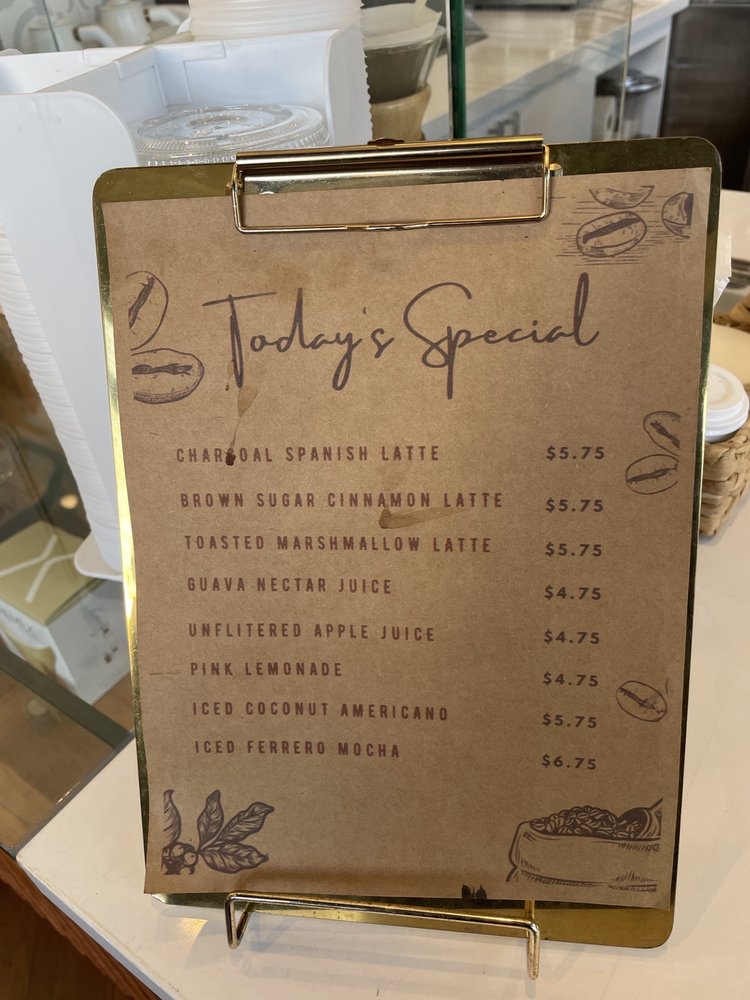 Today's Special
CHARCOAL SPANISH LATTE $5.75
BROWN SUGAR CINNAMON LATTE $5.75
TOASTED MARSHMALLOW LATTE $5.75
GUAVA NECTAR JUICE $4.75
UNFLITERED APPLE JUICE $4.75
PINK LEMONADE $4.75
ICED COCONUT AMERICANO $5.75
ICED FERRERO MOCHA $6.75